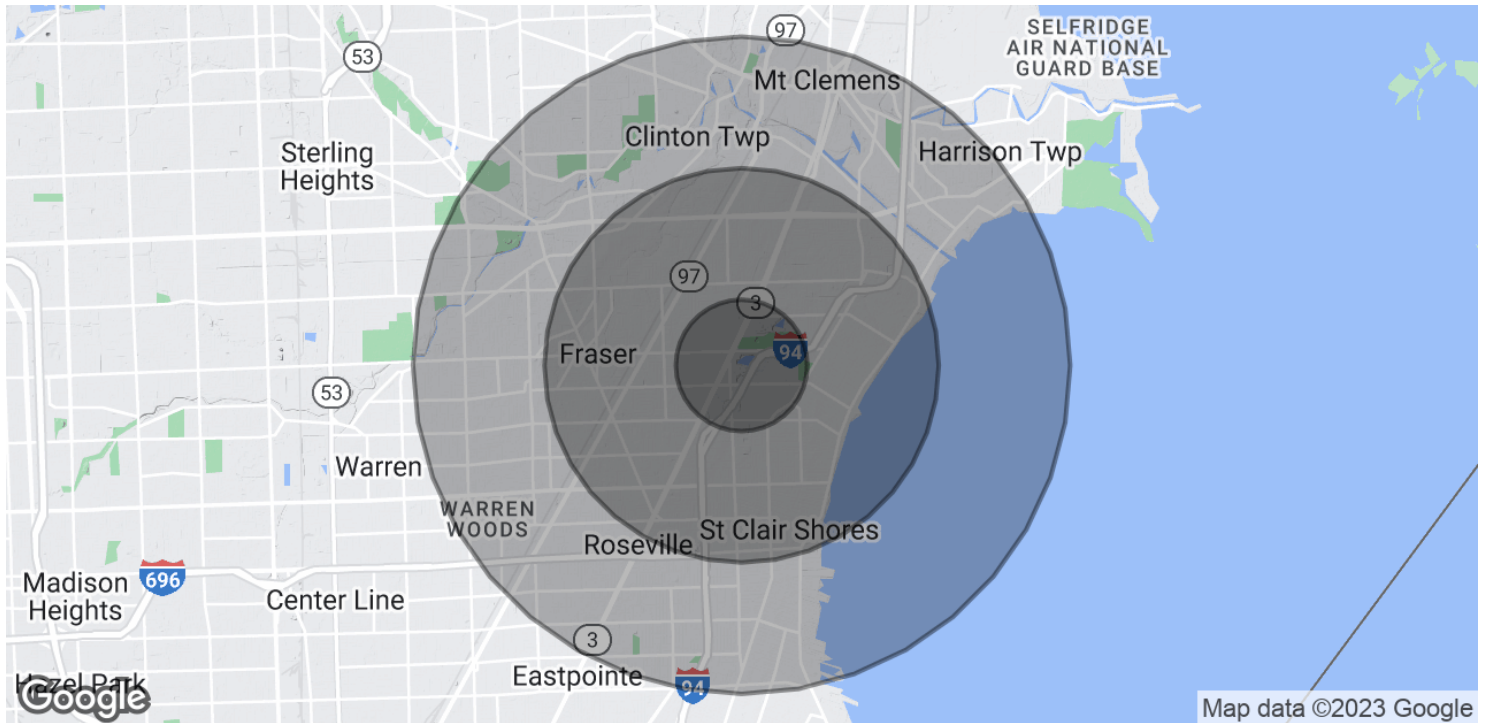 97
SELFRIDGE
AIR NATIONAL
GUARD BASE
53
Mt Clemens
Clinton Twp
Sterling
Heights
Harrison Twp
97
3
94
Fraser
53
Warren
WARREN
WOODS
St Clair Shores
Roseville
696
Madison
Heights
Center Line
3
Eastpointe
94
Hazel Park
Google
Map data ©2023 Google